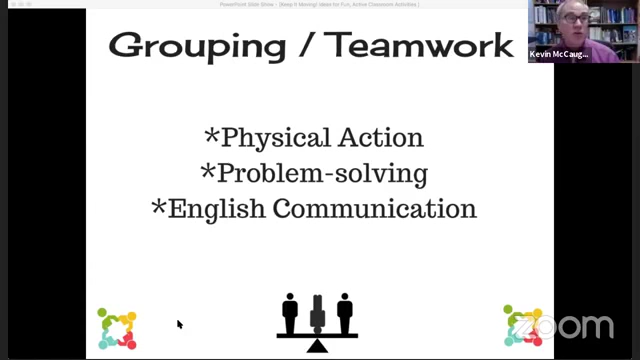 PowerPoint Slide Show - [Keep It Moving! Ideas for Fun, Active Classroom Activities ]
Grouping / Teamwork
Kevin McCaug...
*Physical Action
*Problem-solving
*English Communication
zoom